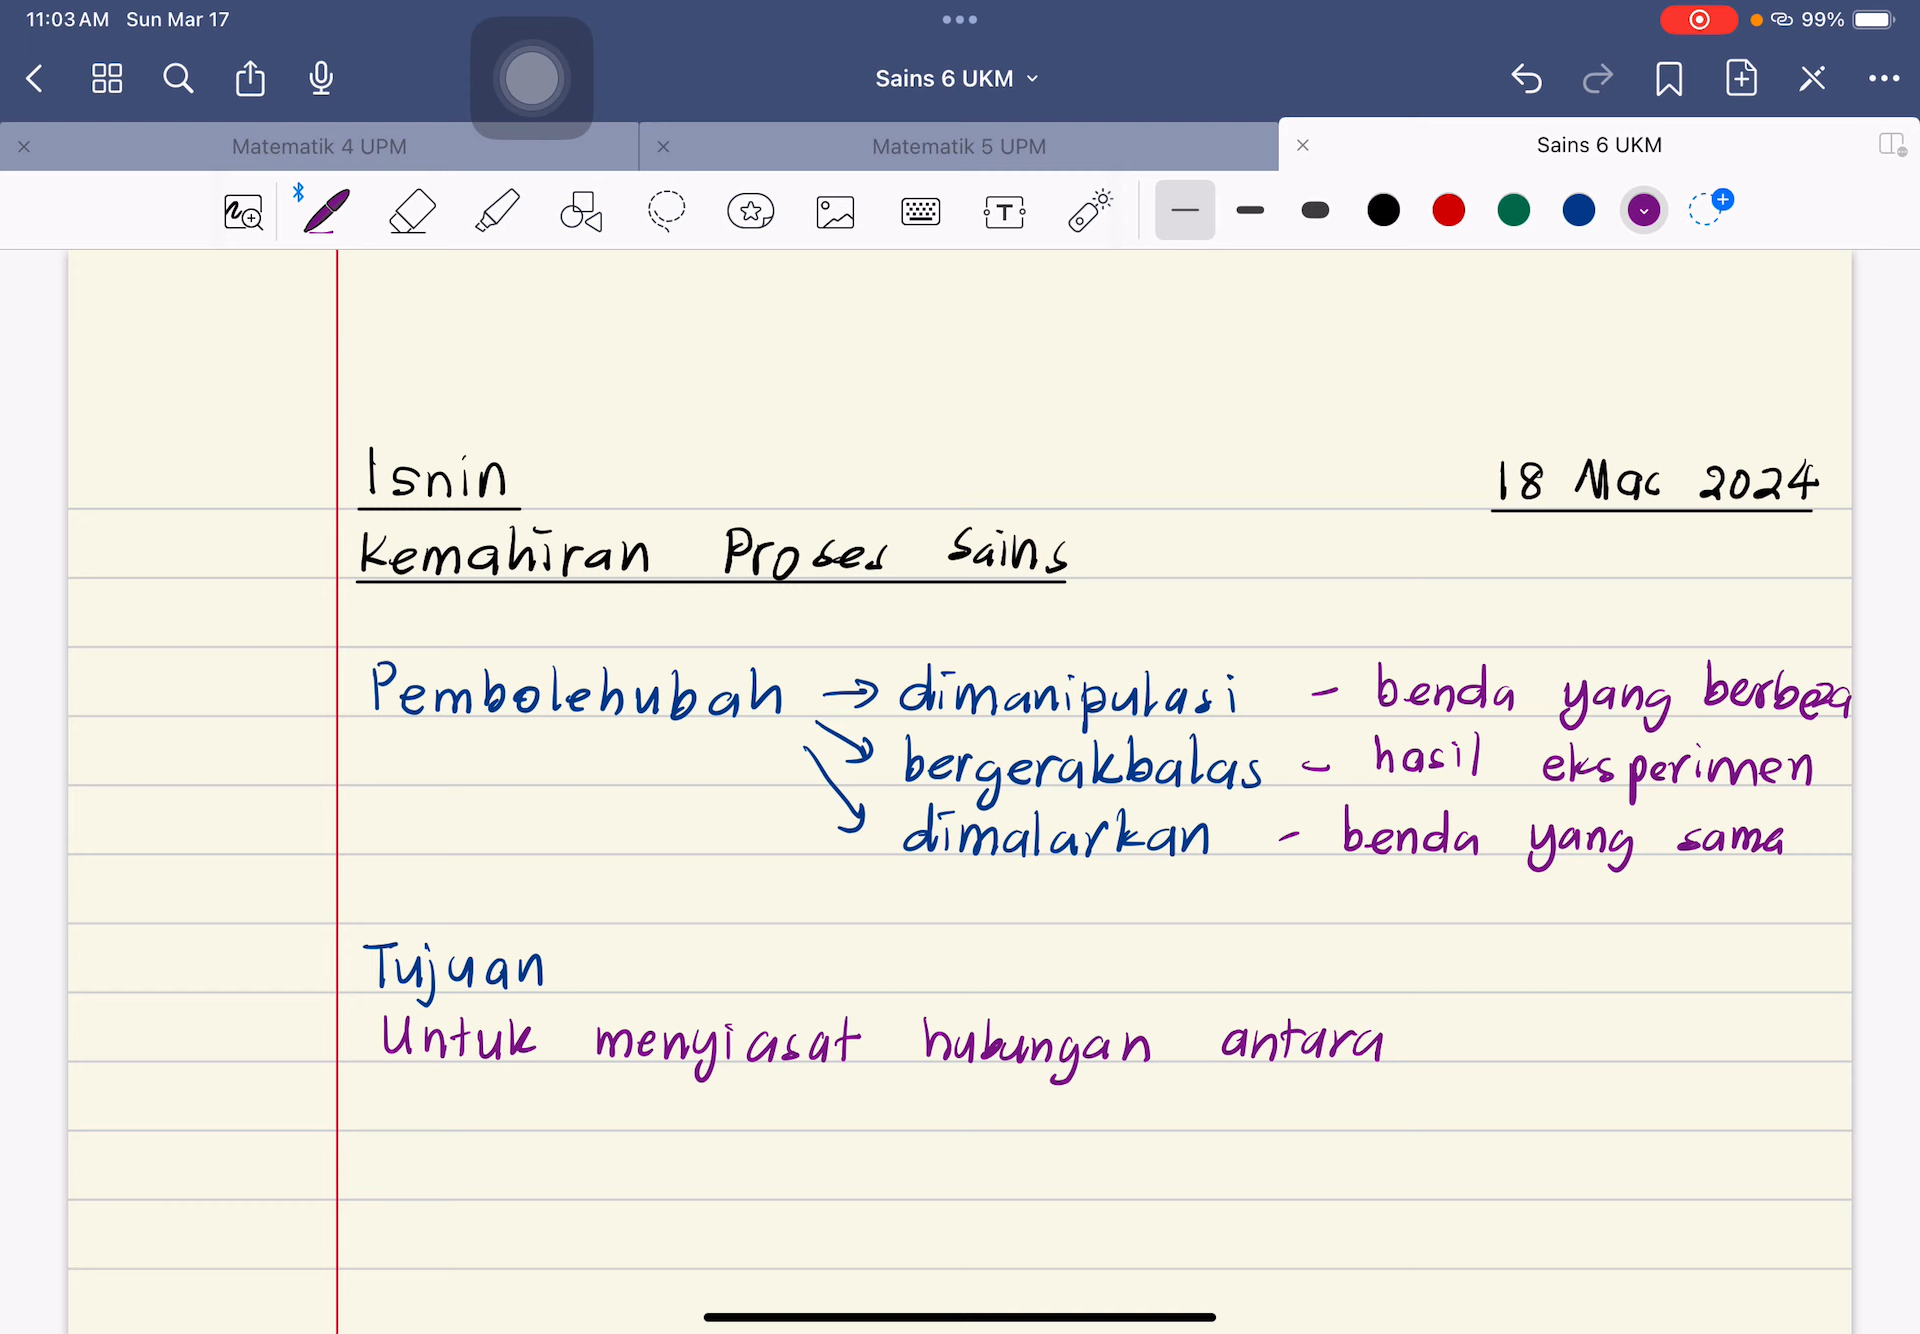 11:03 AM Sun Mar 17
99%
Sains 6 UKM
Matematik 4 UPM
Matematik 5 UPM
Sains 6 UKM
T
Isnin
18 Mac 2024
Kemahiran Proses Sains
Pembolehubah → dimanipulasi - benda yang berbeza
bergerakbalas - hasil eksperimen
dimalarkan - benda yang sama
Tujuan
Untuk menyiasat hubungan antara